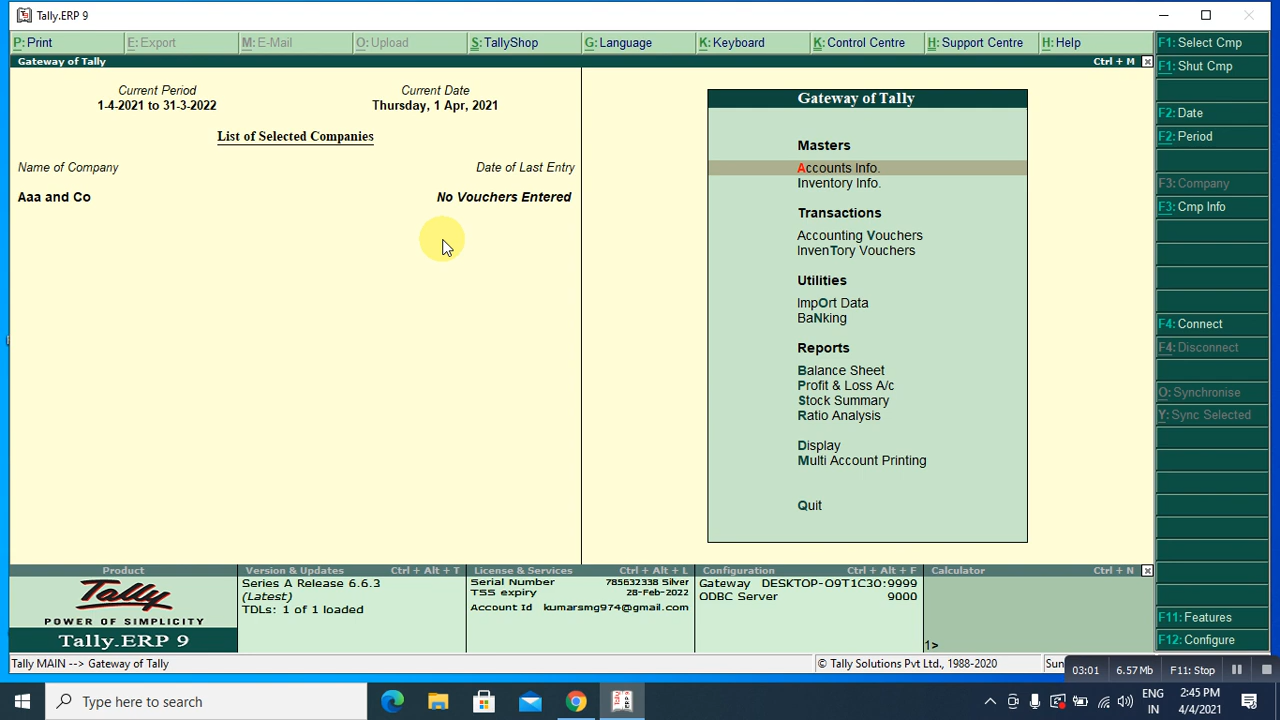 Tally.ERP 9
P: Print
E: Export
M: E-Mail
O: Upload
S: TallyShop
G: Language
K: Keyboard
K: Control Centre
H: Support Centre
H: Help
Gateway of Tally
Ctrl + M
Current Period
1-4-2021 to 31-3-2022
Current Date
Thursday, 1 Apr, 2021
List of Selected Companies
Name of Company
Date of Last Entry
Aaa and Co
No Vouchers Entered
Gateway of Tally
Masters
Accounts Info.
Inventory Info.
Transactions
Accounting Vouchers
InvenTory Vouchers
Utilities
ImpOrt Data
BaNking
Reports
Balance Sheet
Profit & Loss A/c
Stock Summary
Ratio Analysis
Display
Multi Account Printing
Quit
F1: Select Cmp
F1: Shut Cmp
F2: Date
F2: Period
F3: Company
F3: Cmp Info
F4: Connect
F4: Disconnect
O: Synchronise
Y: Sync Selected
F11: Features
F12: Configure
Product
Tally
POWER OF SIMPLICITY
Tally.ERP 9
Version & Updates Ctrl + Alt + T
Series A Release 6.6.3
(Latest)
TDLs: 1 of 1 loaded
License & Services Ctrl + Alt + L
Serial Number 785632338 Silver
TSS expiry 28-Feb-2022
Account Id kumarsmg974@gmail.com
Configuration Ctrl + Alt + F
Gateway DESKTOP-O9T1C3O:9999
ODBC Server 9000
Calculator Ctrl + N
1>
Tally MAIN --> Gateway of Tally
© Tally Solutions Pvt Ltd., 1988-2020
Sun
03:01
6.57Mb
F11: Stop
Type here to search
ENG
IN
2:45 PM
4/4/2021